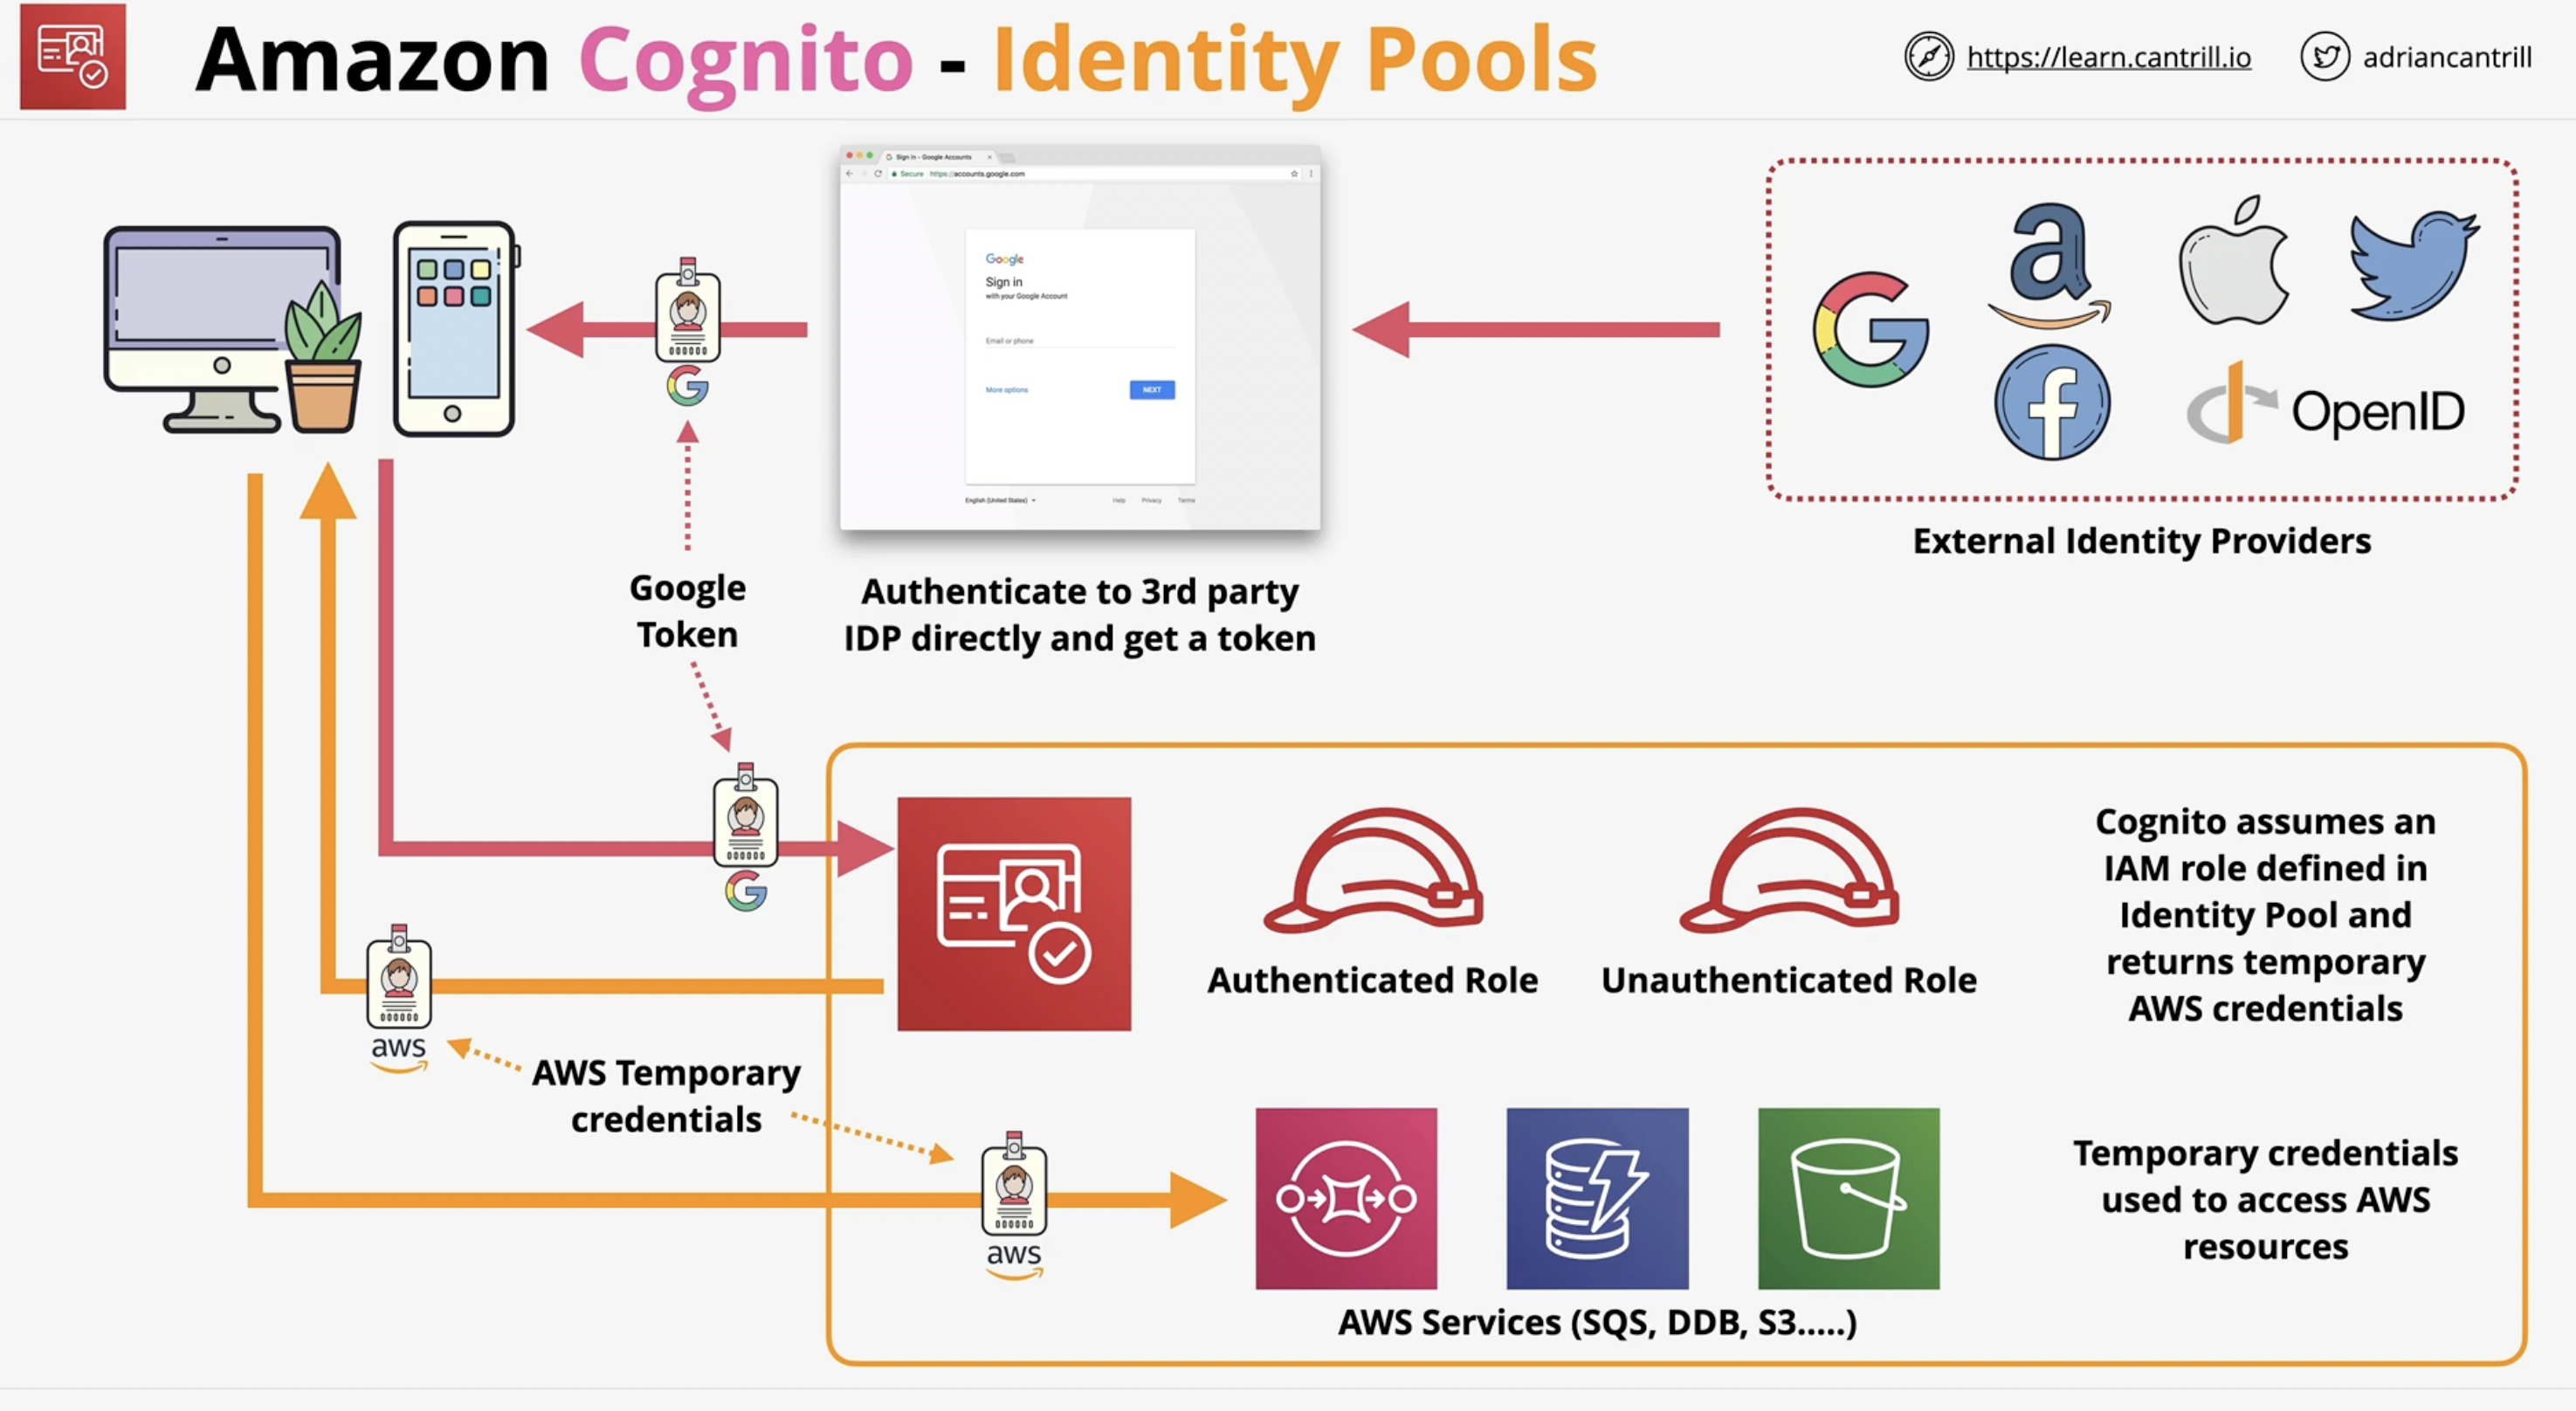 Amazon Cognito - Identity Pools
https://learn.cantrill.io
adriancantrill
Sign in - Google Accounts
Secure
https://accounts.google.com
Google
Sign in
with your Google Account
Email or phone
More options
NEXT
English (United States)
Help
Privacy
Terms
OpenID
External Identity Providers
Google
Token
Authenticate to 3rd party
IDP directly and get a token
Authenticated Role
Unauthenticated Role
Cognito assumes an
IAM role defined in
Identity Pool and
returns temporary
AWS credentials
aws
AWS Temporary
credentials
aws
Temporary credentials
used to access AWS
resources
AWS Services (SQS, DDB, S3.....)